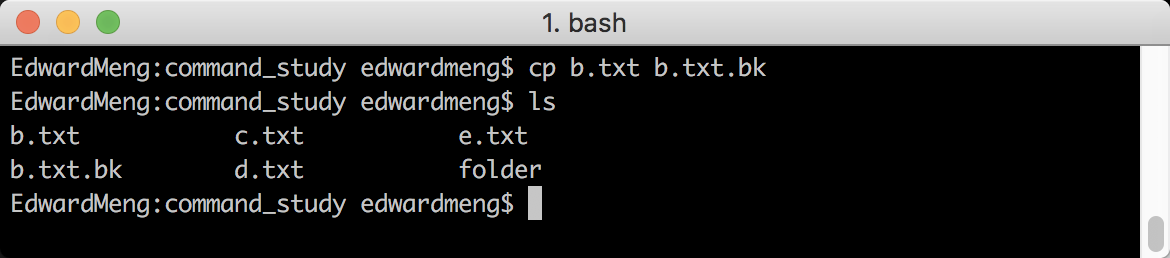 1. bash
EdwardMeng:command_study edwardmeng$ cp b.txt b.txt.bk
EdwardMeng:command_study edwardmeng$ ls
b.txt           c.txt           e.txt
b.txt.bk        d.txt           folder
EdwardMeng:command_study edwardmeng$